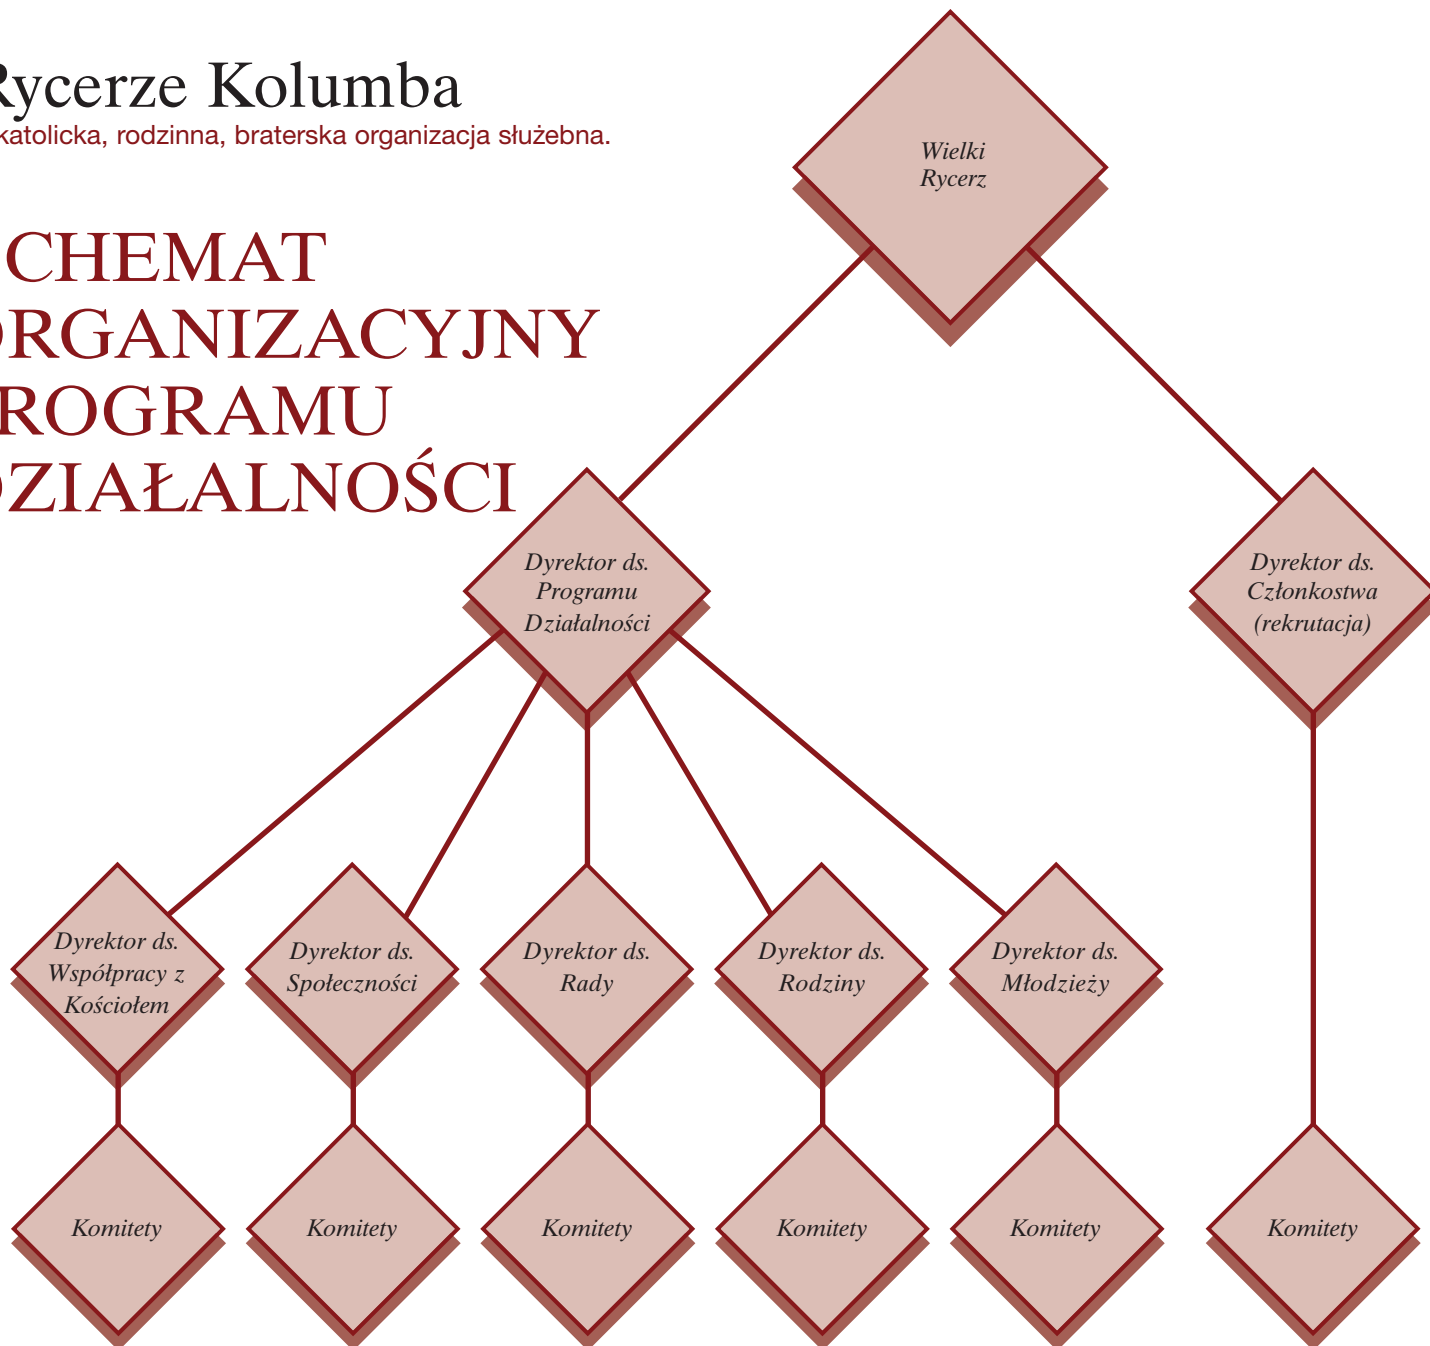 Rycerze Kolumba
katolicka, rodzinna, braterska organizacja służebna.
CHEMAT
ORGANIZACYJNY
ROGRAMU
DZIAŁALNOŚCI
Wielki
Rycerz
Dyrektor ds.
Programu
Działalności
Dyrektor ds.
Członkostwa
(rekrutacja)
Dyrektor ds.
Współpracy z
Kościołem
Dyrektor ds.
Społeczności
Dyrektor ds.
Rady
Dyrektor ds.
Rodziny
Dyrektor ds.
Młodzieży
Komitety
Komitety
Komitety
Komitety
Komitety
Komitety